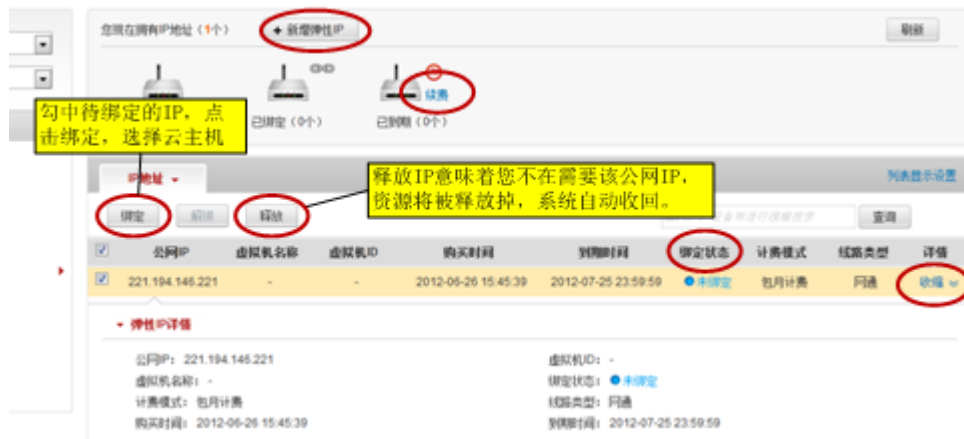 您现在拥有IP地址（1个）
+ 新增弹性IP
刷新
续费
已绑定（0个）
已到期（0个）
勾中待绑定的IP，点
击绑定，选择云主机
释放IP意味着您不在需要该公网IP，
资源将被释放掉，系统自动收回。
IP地址
列表显示设置
绑定
解绑
释放
查询
公网IP 虚拟机名称 虚拟机ID 购买时间 到期时间 绑定状态 计费模式 线路类型 详情
221.194.146.221 - - 2012-06-26 15:45:39 2012-07-25 23:59:59 未绑定 包月计费 网通 收缩
弹性IP详情
公网IP： 221.194.146.221
虚拟机ID： -
虚拟机名称： -
绑定状态： 未绑定
计费模式： 包月计费
线路类型： 网通
购买时间： 2012-06-26 15:45:39
到期时间： 2012-07-25 23:59:59